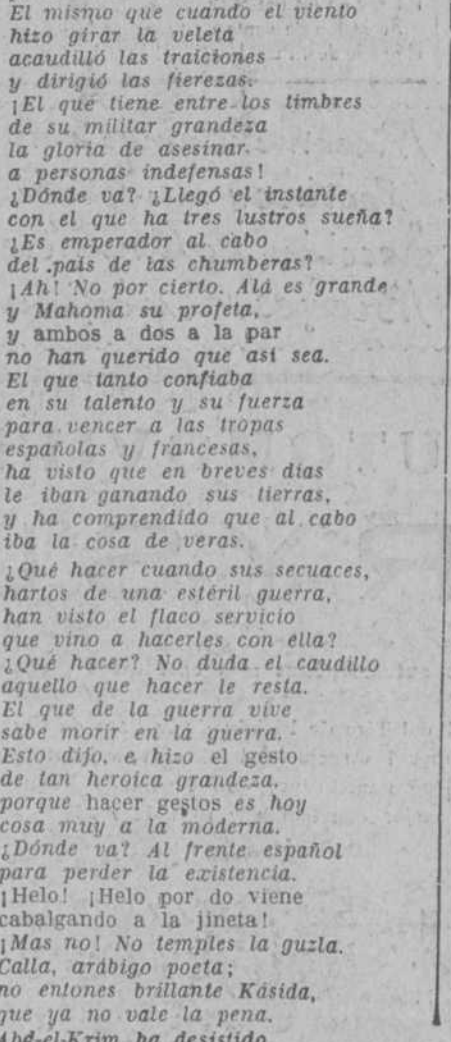 El mismo que cuando el viento
hizo girar la veleta
acaudilló las traiciones
y dirigió las fierezas.
¡El que tiene entre los timbres
de su militar grandeza
la gloria de asesinar
a personas indefensas!
¿Dónde va? ¿Llegó el instante
con el que ha tres lustros sueña?
¿Es emperador al cabo
del país de las chumberas?
¡Ah! No por cierto. Alá es grande
y Mahoma su profeta,
y ambos a dos a la par
no han querido que así sea.
El que tanto confiaba
en su talento y su fuerza
para vencer a las tropas
españolas y francesas,
ha visto que en breves días
le iban ganando sus tierras,
y ha comprendido que al cabo
iba la cosa de veras.
¿Qué hacer cuando sus secuaces,
hartos de una estéril guerra,
han visto el flaco servicio
que vino a hacerles con ella?
¿Qué hacer? No duda el caudillo
aquello que hacer le resta.
El que de la guerra vive
sabe morir en la guerra.
Esto dijo, e hizo el gesto
de tan heroica grandeza,
porque hacer gestos es hoy
cosa muy a la moderna.
¿Dónde va? Al frente español
para perder la existencia.
¡Helo! ¡Helo por do viene
cabalgando a la jineta!
¡Mas no! No temples la guzla.
Calla, arábigo poeta;
no entones brillante Kásida,
que ya no vale la pena.
Abd-el-Krim ha desistido